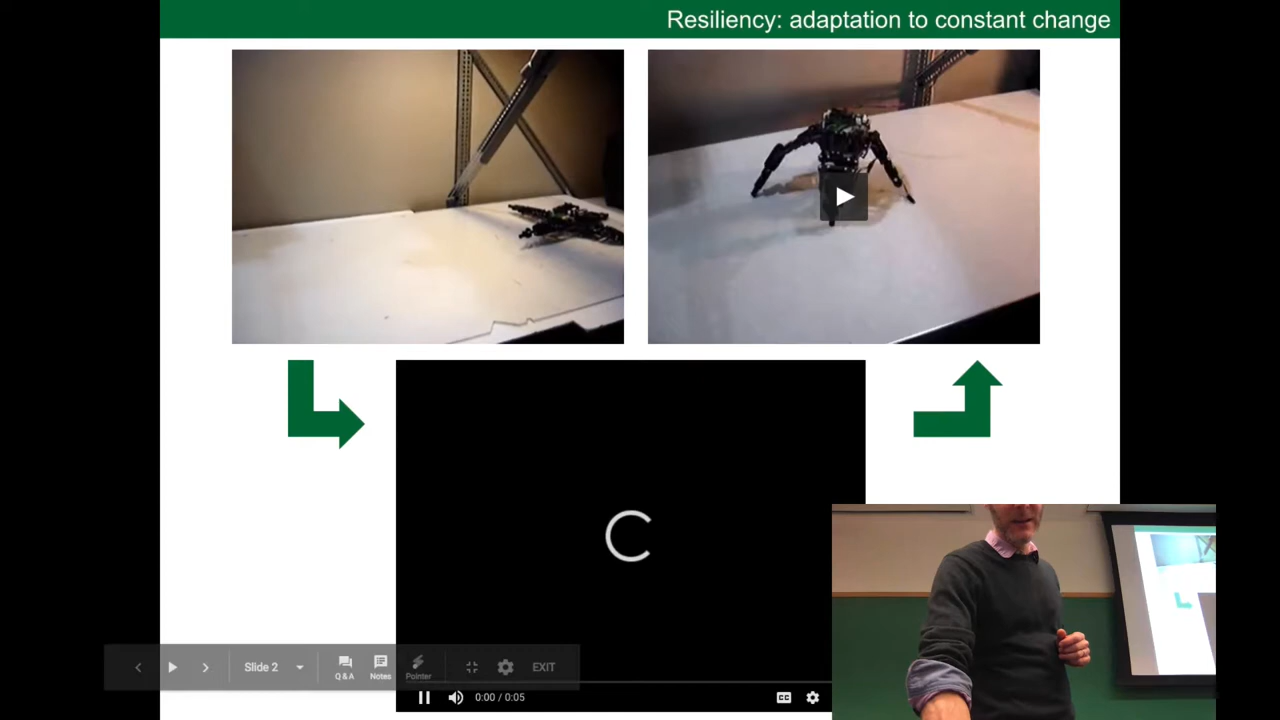 Resiliency: adaptation to constant change
Slide 2
Q & A
Notes
Pointer
EXIT
0:00 / 0:05
CC